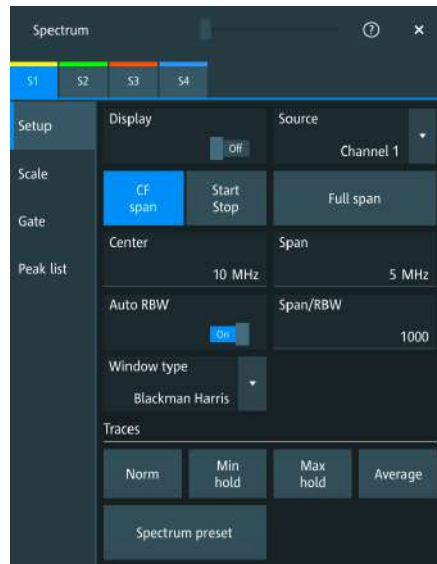 Spectrum
?
×
S1 S2 S3 S4
Setup
Scale
Gate
Peak list
Display
Off
Source
Channel 1
CF
span
Start
Stop
Full span
Center
10 MHz
Span
5 MHz
Auto RBW
On
Span/RBW
1000
Window type
Blackman Harris
Traces
Norm
Min
hold
Max
hold
Average
Spectrum preset